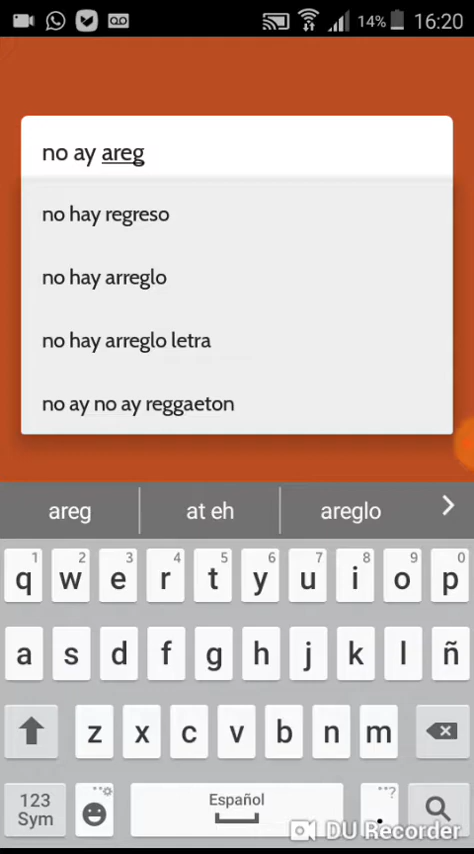 14% 16:20
no ay areg
no hay regreso
no hay arreglo
no hay arreglo letra
no ay no ay reggaeton
areg at eh areglo
1 2 3 4 5 6 7 8 9 0
q w e r t y u i o p
a s d f g h j k l ñ
z x c v b n m
123 Español . ?
Sym
DU Recorder